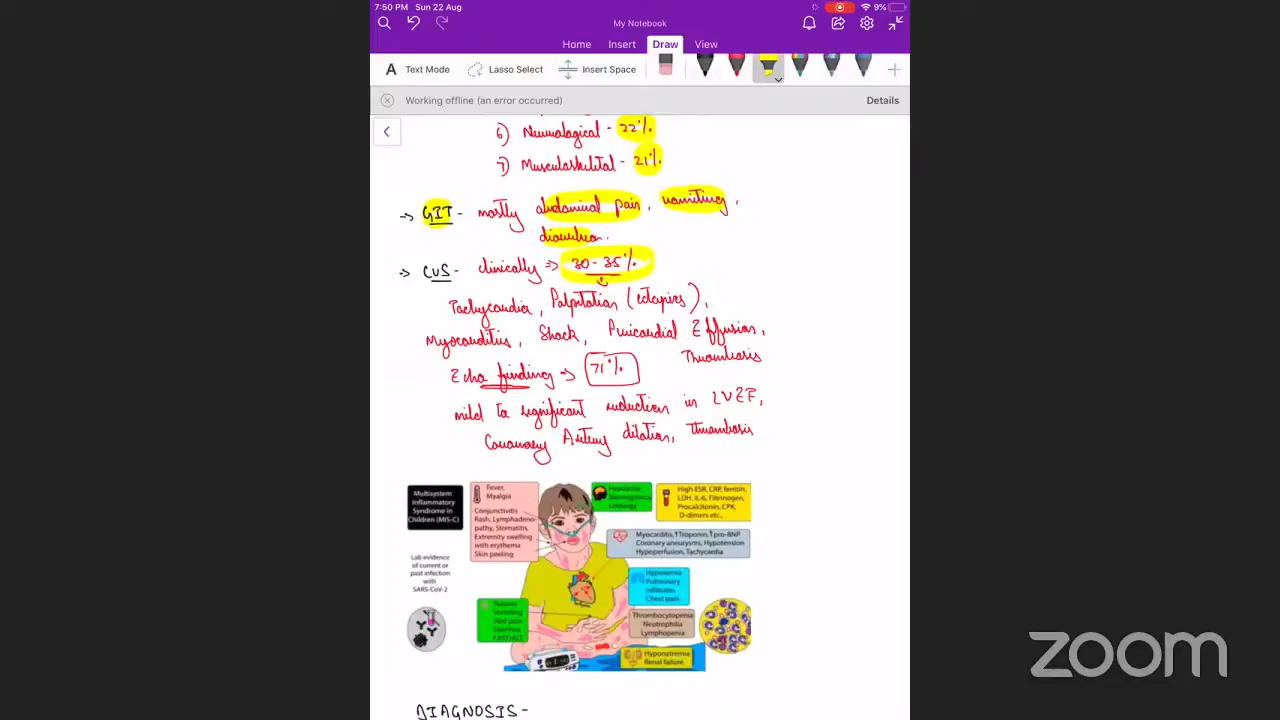 7:50 PM Sun 22 Aug
9%
My Notebook
Home Insert Draw View
Text Mode Lasso Select Insert Space
Working offline (an error occurred) Details
6) Neurological - 22%
7) Musculoskeletal - 21%
→ GIT - mostly abdominal pain, vomiting,
diarrhea.
→ CVS - clinically ⇒ 30-35%
Tachycardia, Palpitation (ectopics),
Myocarditis, Shock, Pericardial Effusion,
Thrombosis
Echo finding ⇒ 71%
mild to significant reduction in LVEF,
Coronary Artery dilation, Thrombosis
Multisystem
Inflammatory
Syndrome in
Children (MIS-C)
Lab evidence
of current or
past infection
with
SARS-CoV-2
Fever,
Myalgia
Conjunctivitis
Rash, Lymphadeno-
pathy, Stomatitis,
Extremity swelling
with erythema
Skin peeling
Headache
High ESR, CRP, ferritin,
LDH, IL-6, Fibrinogen,
Procalcitonin, CPK,
D-dimers etc.,
Myocarditis, ↑Troponin, ↑pro-BNP
Coronary aneurysms, Hypotension
Hypoperfusion, Tachycardia
Hypoxemia
Pulmonary
infiltrates
Chest pain
Nausea
Vomiting
Abd pain
Diarrhea
Thrombocytopenia
Neutrophilia
Lymphopenia
Hyponatremia
Renal failure
DIAGNOSIS-
zoom